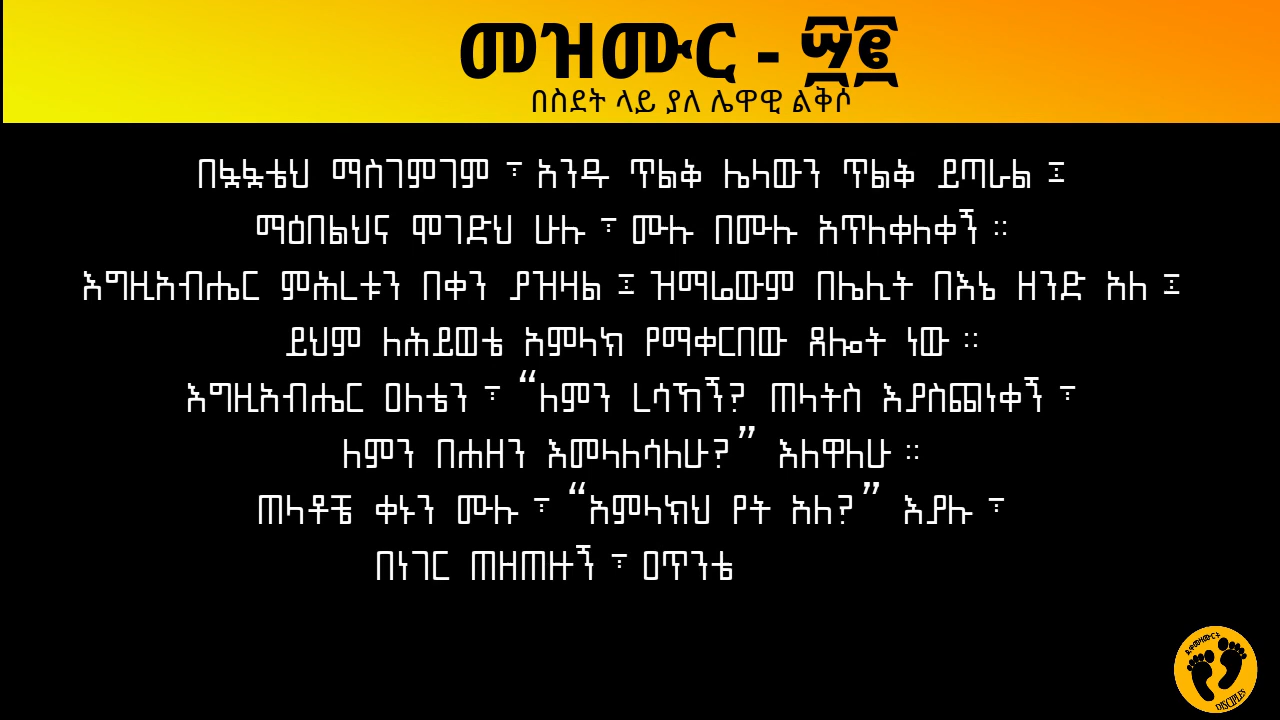 መዝሙር - ፵፪
በስደት ላይ ያለ ሌዋዊ ልቅሶ
በፏፏቴህ ማስገምገም ፣ አንዱ ጥልቅ ሌላውን ጥልቅ ይጣራል ፤
ማዕበልህና ሞገድህ ሁሉ ፣ ሙሉ በሙሉ አጥለቀለቀኝ ።
እግዚአብሔር ምሕረቱን በቀን ያዝዛል ፤ ዝማሬውም በሌሊት በእኔ ዘንድ አለ ፤
ይህም ለሕይወቴ አምላክ የማቀርበው ጸሎት ነው ።
እግዚአብሔር ዐለቴን ፣ “ለምን ረሳኸኝ? ጠላትስ እያስጨነቀኝ ፣
ለምን በሐዘን እመላለሳለሁ?” እለዋለሁ ።
ጠላቶቼ ቀኑን ሙሉ ፣ “አምላክህ የት አለ?” እያሉ ፣
በነገር ጠዘጠዙኝ ፣ ዐጥንቴ
DISCIPLES